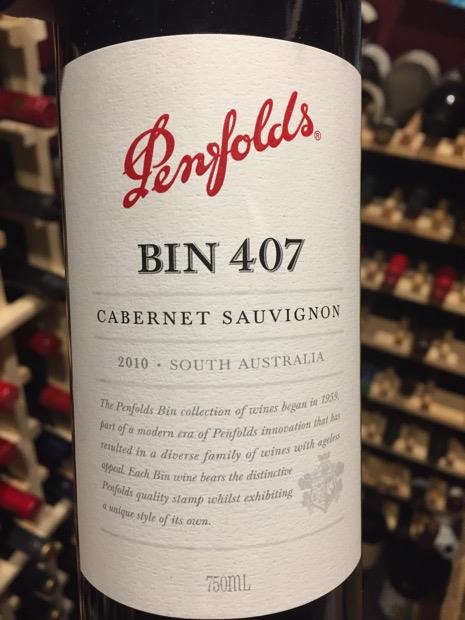 Penfolds®
BIN 407
CABERNET SAUVIGNON
2010 · SOUTH AUSTRALIA
The Penfolds Bin collection of wines began in 1959,
part of a modern era of Penfolds innovation that has
resulted in a diverse family of wines with ageless
appeal. Each Bin wine bears the distinctive
Penfolds quality stamp whilst exhibiting
a unique style of its own.
750ML